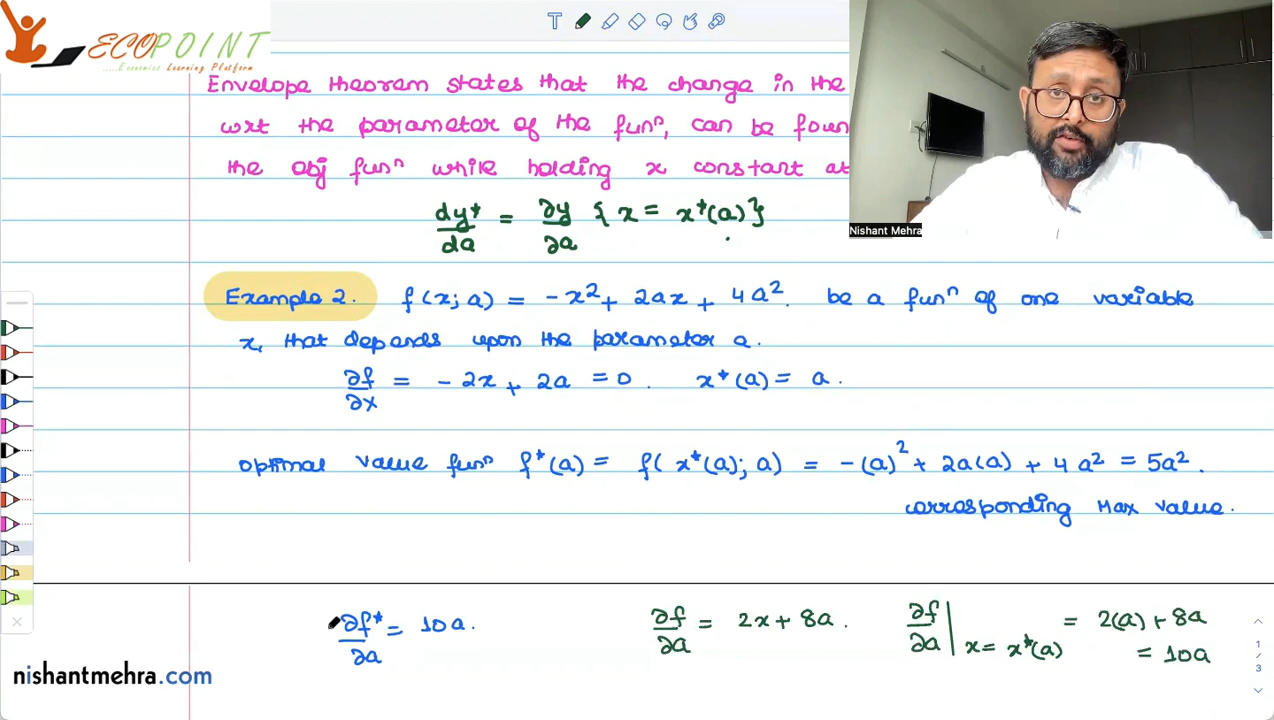 ECOPOINT
.....Economics Learning Platform
Envelope theorem states that the change in the
wrt the parameter of the funⁿ, can be foun
the obj funⁿ while holding x constant at
dy*/da = ∂y/∂a { x = x*(a) }
Nishant Mehra
Example 2. f(x; a) = -x² + 2ax + 4a². be a funⁿ of one variable
x, that depends upon the parameter a.
∂f/∂x = -2x + 2a = 0. x*(a) = a.
optimal value funⁿ f*(a) = f(x*(a); a) = -(a)² + 2a(a) + 4a² = 5a².
corrosponding Max value.
∂f*/∂a = 10a. ∂f/∂a = 2x + 8a. ∂f/∂a | x = x*(a) = 2(a) + 8a
= 10a
nishantmehra.com
1
/
3